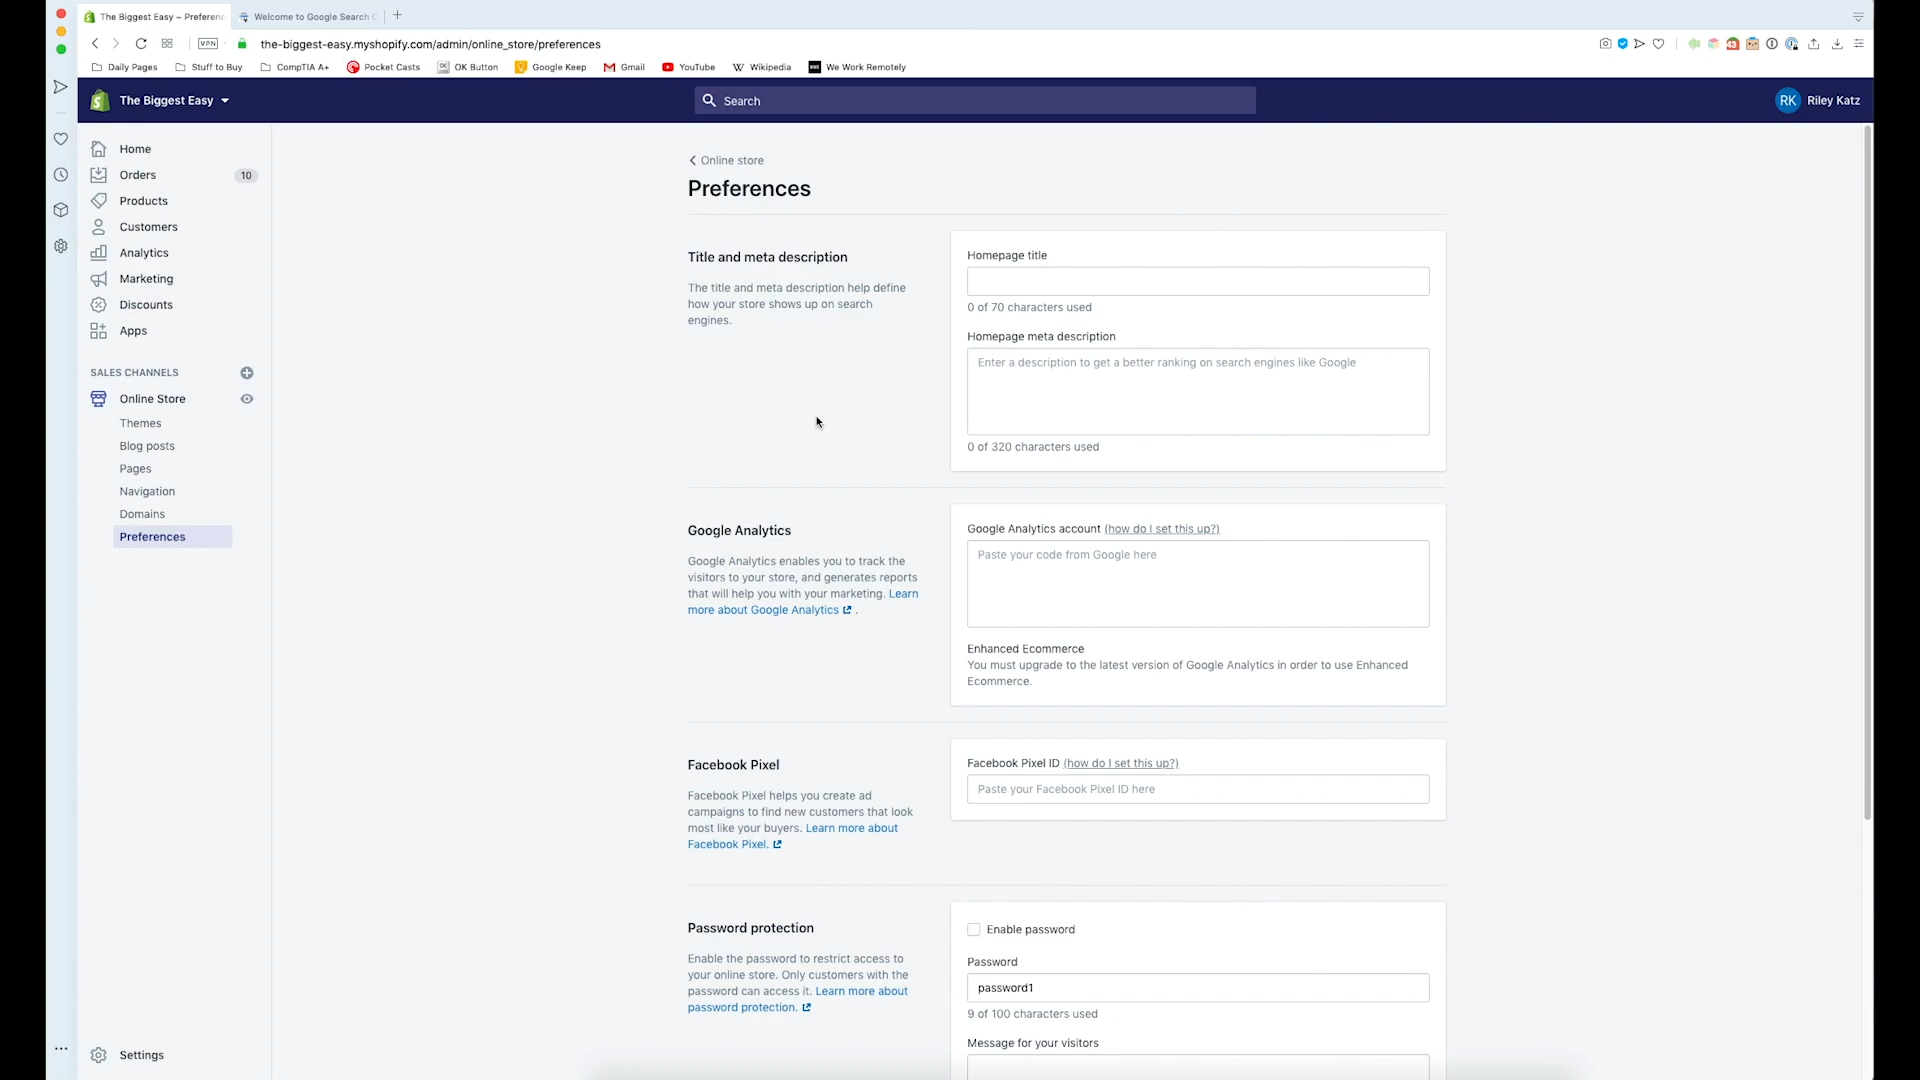 The Biggest Easy ~ Preferenc
Welcome to Google Search C
VPN
the-biggest-easy.myshopify.com/admin/online_store/preferences
Daily Pages
Stuff to Buy
CompTIA A+
Pocket Casts
OK Button
Google Keep
Gmail
YouTube
Wikipedia
We Work Remotely
The Biggest Easy
Search
RK
Riley Katz
Home
Orders
10
Products
Customers
Analytics
Marketing
Discounts
Apps
SALES CHANNELS
Online Store
Themes
Blog posts
Pages
Navigation
Domains
Preferences
Settings
Online store
Preferences
Title and meta description
The title and meta description help define
how your store shows up on search
engines.
Homepage title
0 of 70 characters used
Homepage meta description
Enter a description to get a better ranking on search engines like Google
0 of 320 characters used
Google Analytics
Google Analytics enables you to track the
visitors to your store, and generates reports
that will help you with your marketing. Learn
more about Google Analytics .
Google Analytics account (how do I set this up?)
Paste your code from Google here
Enhanced Ecommerce
You must upgrade to the latest version of Google Analytics in order to use Enhanced
Ecommerce.
Facebook Pixel
Facebook Pixel helps you create ad
campaigns to find new customers that look
most like your buyers. Learn more about
Facebook Pixel.
Facebook Pixel ID (how do I set this up?)
Paste your Facebook Pixel ID here
Password protection
Enable the password to restrict access to
your online store. Only customers with the
password can access it. Learn more about
password protection.
Enable password
Password
password1
9 of 100 characters used
Message for your visitors